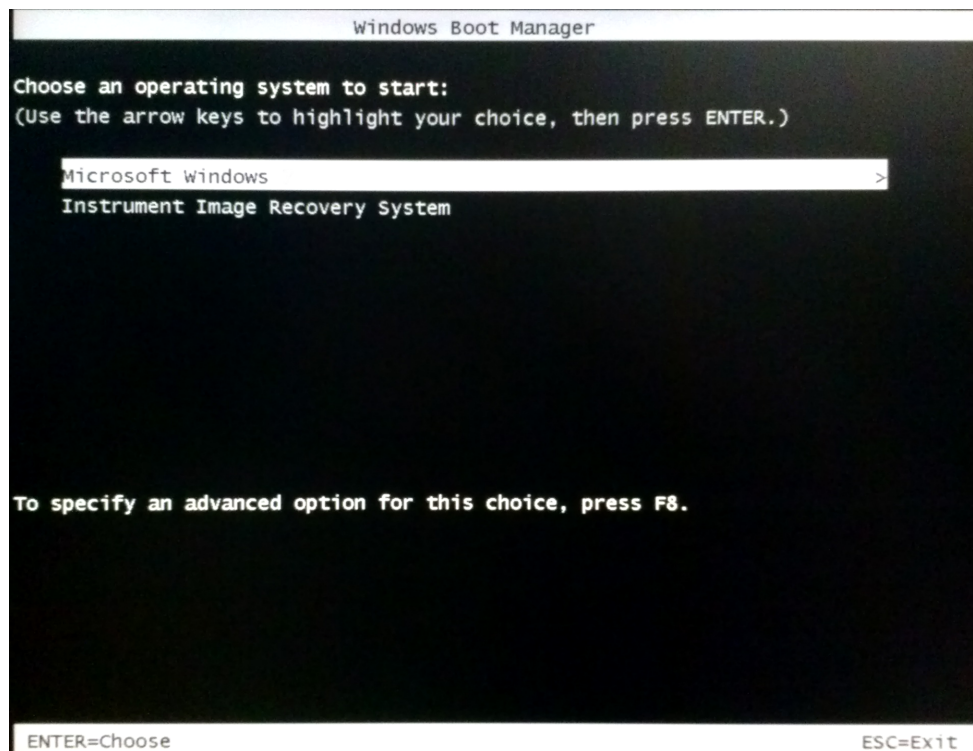 Windows Boot Manager
Choose an operating system to start:
(Use the arrow keys to highlight your choice, then press ENTER.)
Microsoft Windows >
Instrument Image Recovery System
To specify an advanced option for this choice, press F8.
ENTER=Choose ESC=Exit